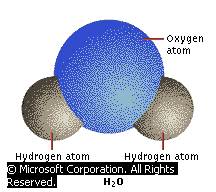 Oxygen
atom
Hydrogen atom Hydrogen atom
© Microsoft Corporation. All Rights
Reserved. H₂O